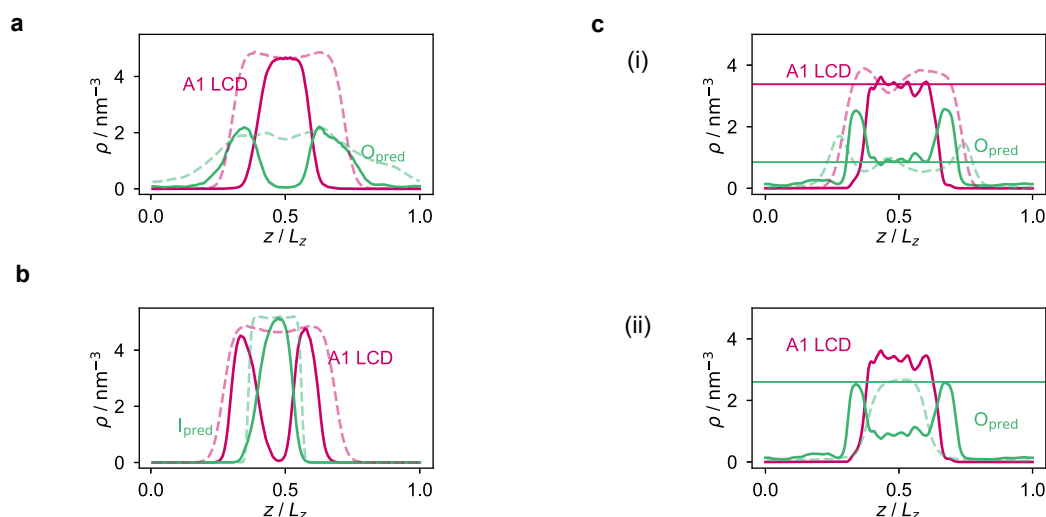 a
ρ / nm⁻³
4
2
0
A1 LCD
O_pred
0.0 0.5 1.0
z / L_z
b
ρ / nm⁻³
4
2
0
A1 LCD
I_pred
0.0 0.5 1.0
z / L_z
c
(i)
ρ / nm⁻³
4
2
0
A1 LCD
O_pred
0.0 0.5 1.0
z / L_z
(ii)
ρ / nm⁻³
4
2
0
A1 LCD
O_pred
0.0 0.5 1.0
z / L_z